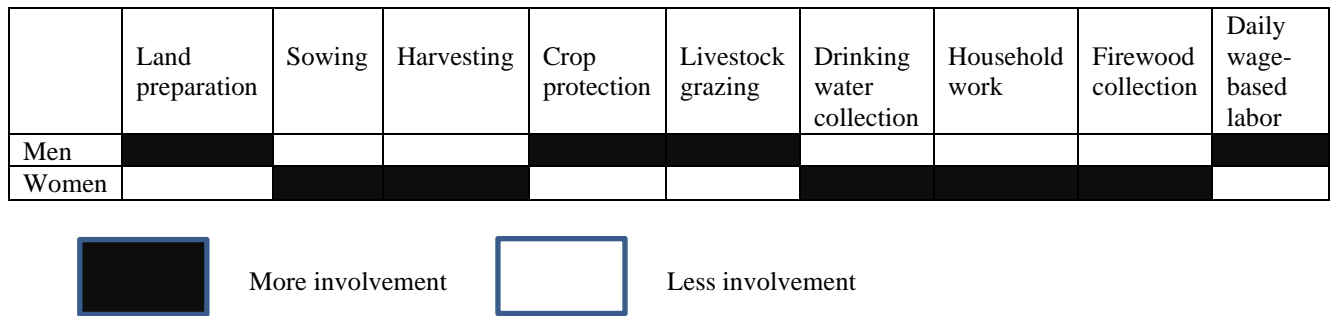 Land preparation
Sowing
Harvesting
Crop protection
Livestock grazing
Drinking water collection
Household work
Firewood collection
Daily wage-based labor
Men
Women
More involvement
Less involvement